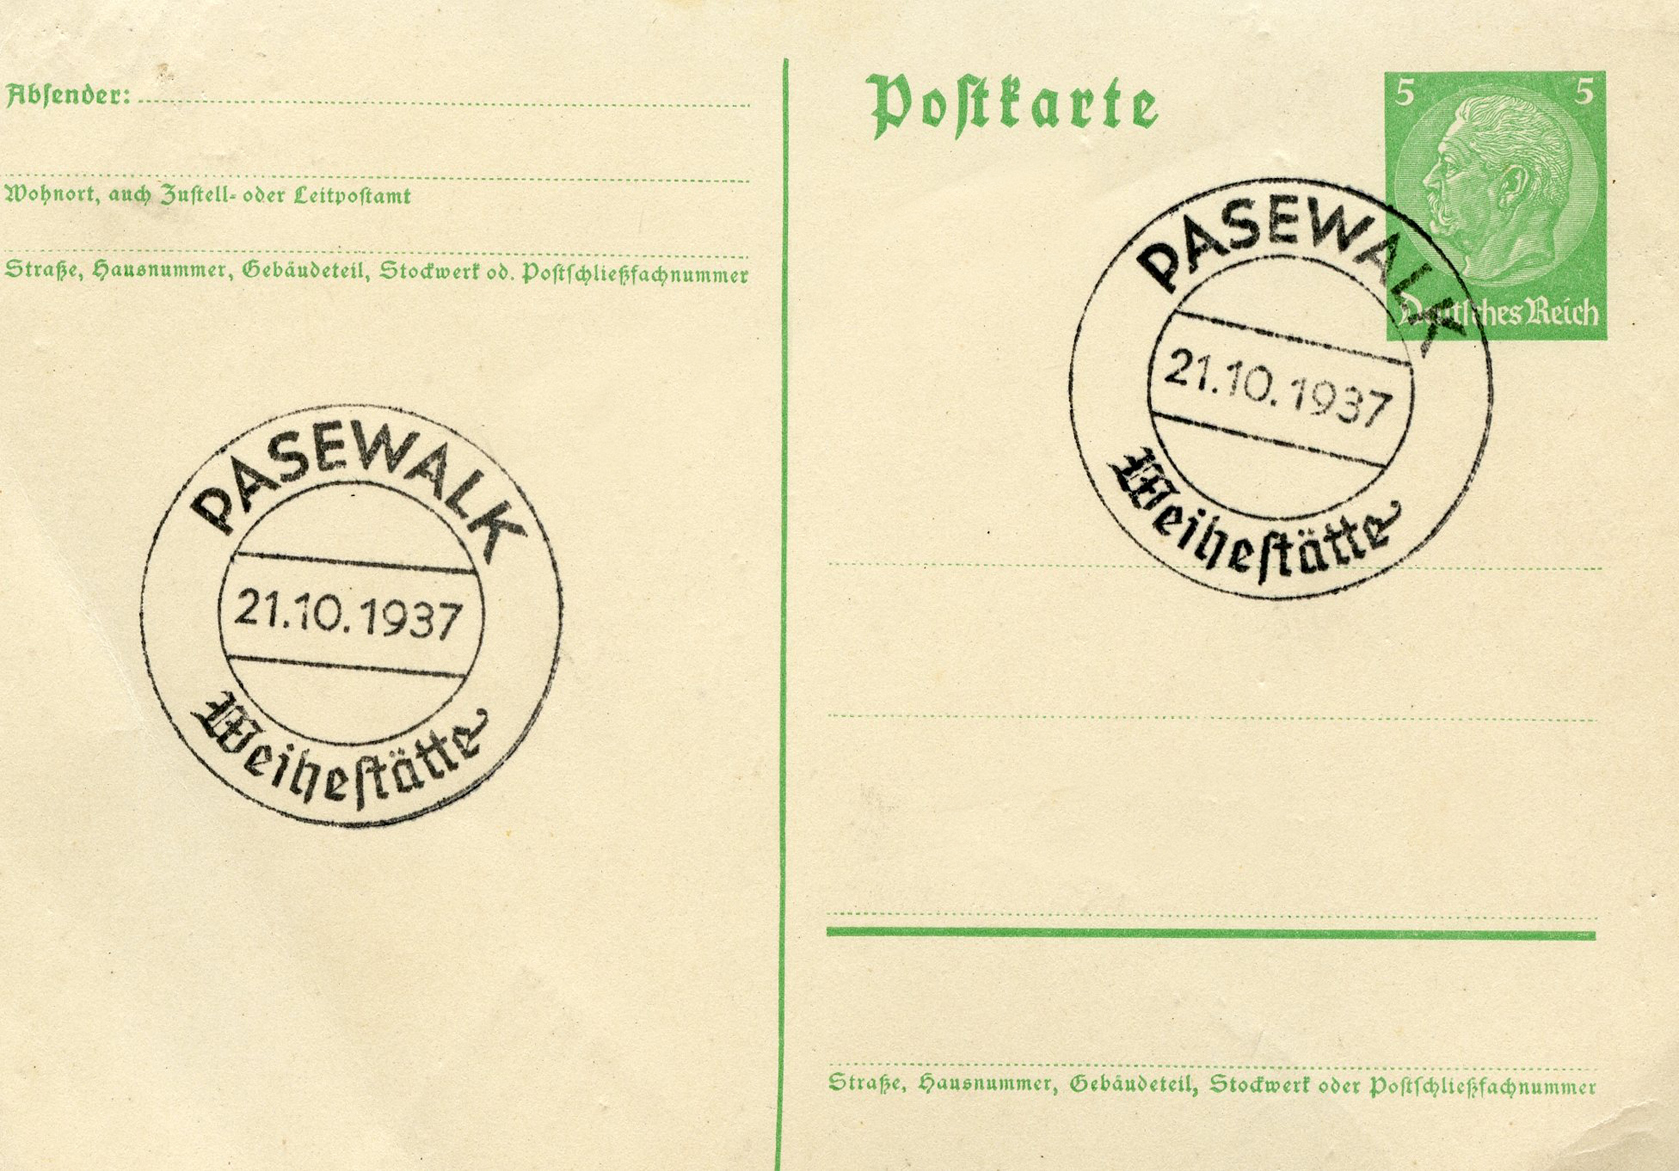 Absender:
Wohnort, auch Zustell- oder Leitpostamt
Straße, Hausnummer, Gebäudeteil, Stockwerk od. Postschließfachnummer
PASEWALK
21.10.1937
Weihestätte
Postkarte
5 5
Deutsches Reich
PASEWALK
21.10.1937
Weihestätte
Straße, Hausnummer, Gebäudeteil, Stockwerk oder Postschließfachnummer